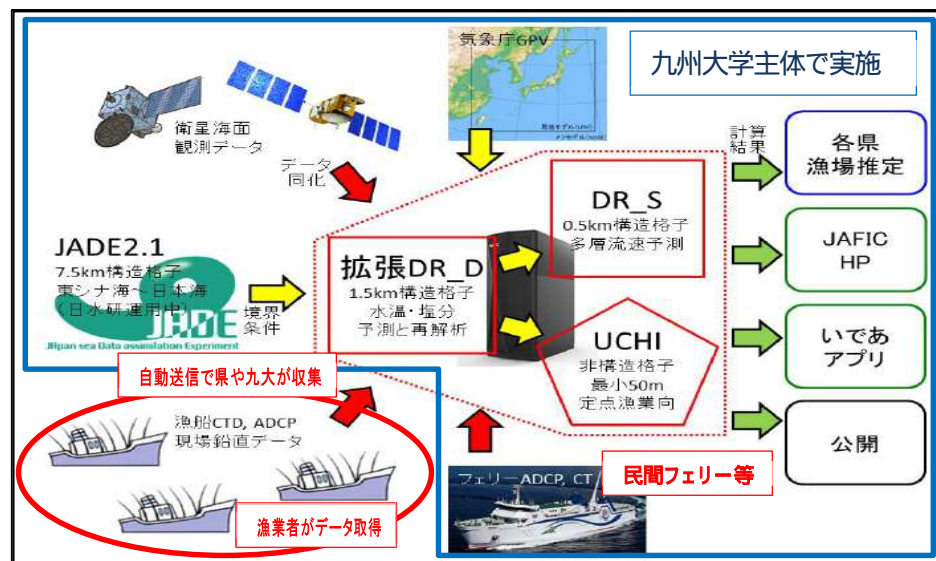 気象庁GPV
九州大学主体で実施
衛星海面
観測データ
データ
同化
計算
結果
各県
漁場推定
DR_S
0.5km構造格子
多層流速予測
JADE2.1
7.5km構造格子
東シナ海～日本海
(日水研運用中)
JADE
JApan sea Data assimilation Experiment
境界
条件
拡張DR_D
1.5km構造格子
水温・塩分
予測と再解析
JAFIC
HP
UCHI
非構造格子
最小50m
定点漁業向
いであ
アプリ
自動送信で県や九大が収集
漁船CTD, ADCP
現場鉛直データ
漁業者がデータ取得
フェリーADCP, CT
民間フェリー等
公開